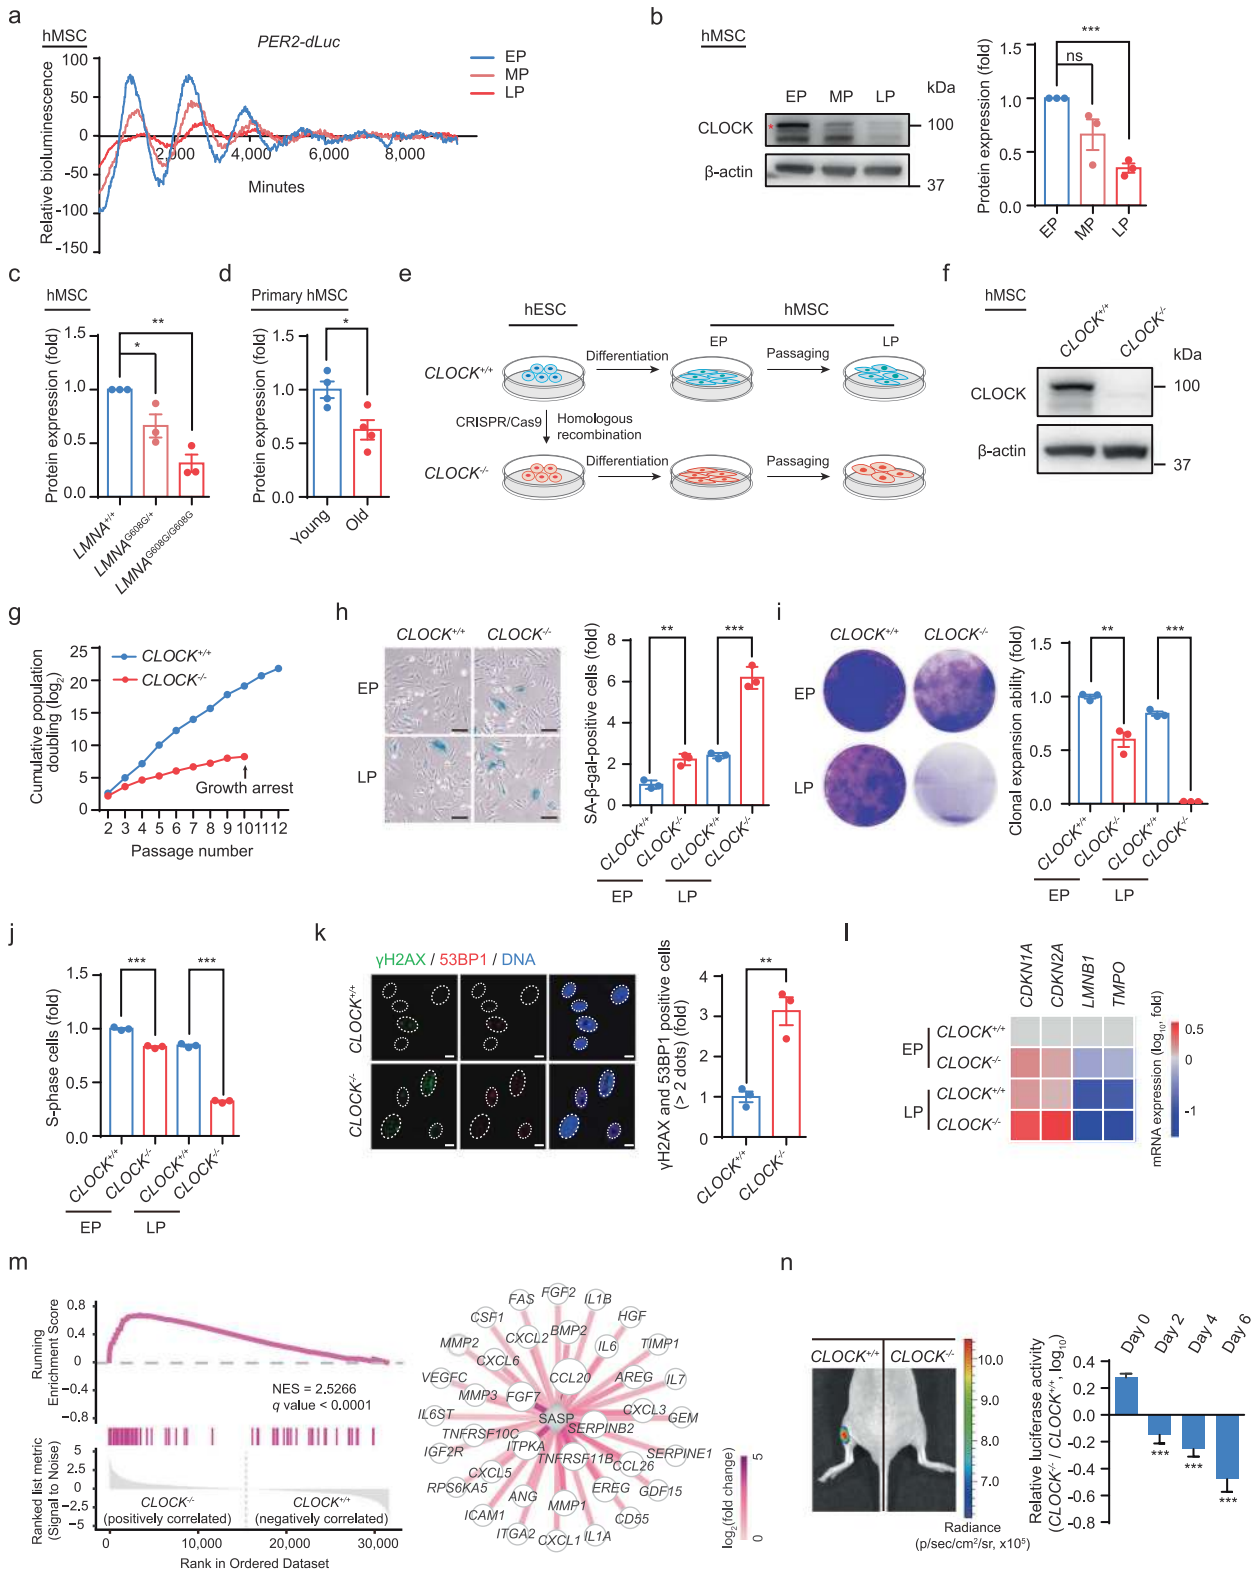 a
hMSC
PER2-dLuc
EP
MP
LP
Relative bioluminescence
100
50
0
−50
−100
−150
2,000
4,000
6,000
8,000
Minutes
b
hMSC
EP MP LP
kDa
CLOCK
*
100
β-actin
37
Protein expression (fold)
1.5
1.0
0.5
0.0
ns
***
EP
MP
LP
c
hMSC
Protein expression (fold)
1.5
1.0
0.5
0.0
*
**
LMNA+/+
LMNAG608G/+
LMNAG608G/G608G
d
Primary hMSC
Protein expression (fold)
1.5
1.0
0.5
0.0
*
Young
Old
e
hESC
hMSC
EP
LP
CLOCK+/+
Differentiation
Passaging
CRISPR/Cas9
Homologous
recombination
CLOCK-/-
Differentiation
Passaging
f
hMSC
CLOCK+/+
CLOCK-/-
kDa
CLOCK
100
β-actin
37
g
Cumulative population
doubling (log2)
25
20
15
10
5
0
CLOCK+/+
CLOCK-/-
Growth arrest
2 3 4 5 6 7 8 9 10 11 12
Passage number
h
CLOCK+/+
CLOCK-/-
EP
LP
SA-β-gal-positive cells (fold)
8
6
4
2
0
**
***
CLOCK+/+
CLOCK-/-
CLOCK+/+
CLOCK-/-
EP
LP
i
CLOCK+/+
CLOCK-/-
EP
LP
Clonal expansion ability (fold)
1.5
1.0
0.5
0.0
**
***
CLOCK+/+
CLOCK-/-
CLOCK+/+
CLOCK-/-
EP
LP
j
S-phase cells (fold)
1.5
1.0
0.5
0
***
***
CLOCK+/+
CLOCK-/-
CLOCK+/+
CLOCK-/-
EP
LP
k
γH2AX / 53BP1 / DNA
CLOCK+/+
CLOCK-/-
γH2AX and 53BP1 positive cells
(> 2 dots) (fold)
4
3
2
1
0
**
CLOCK+/+
CLOCK-/-
l
CDKN1A
CDKN2A
LMNB1
TMPO
EP
CLOCK+/+
CLOCK-/-
LP
CLOCK+/+
CLOCK-/-
0.5
0
-1
mRNA expression (log10, fold)
m
Running
Enrichment Score
0.8
0.4
0
−0.4
−0.8
NES = 2.5266
q value < 0.0001
Ranked list metric
(Signal to Noise)
5
2.5
0
−2.5
−5
CLOCK-/-
(positively correlated)
CLOCK+/+
(negatively correlated)
0
10,000
20,000
30,000
Rank in Ordered Dataset
FGF2
FAS
IL1B
CSF1
HGF
BMP2
CXCL2
MMP2
IL6
TIMP1
CXCL6
CCL20
VEGFC
AREG
IL7
MMP3
FGF7
CXCL3
IL6ST
SASP
GEM
SERPINB2
TNFRSF10C
IGF2R
ITPKA
SERPINE1
TNFRSF11B
CXCL5
CCL26
RPS6KA5
EREG
GDF15
ANG
MMP1
ICAM1
CD55
ITGA2
CXCL1
IL1A
5
0
log2(fold change)
n
CLOCK+/+
CLOCK-/-
10.0
9.0
8.0
7.0
6.0
Radiance
(p/sec/cm2/sr, x105)
Relative luciferase activity
(CLOCK-/- / CLOCK+/+, log10)
Day 0
Day 2
Day 4
Day 6
0.4
0.2
0.0
−0.2
−0.4
−0.6
−0.8
***
***
***